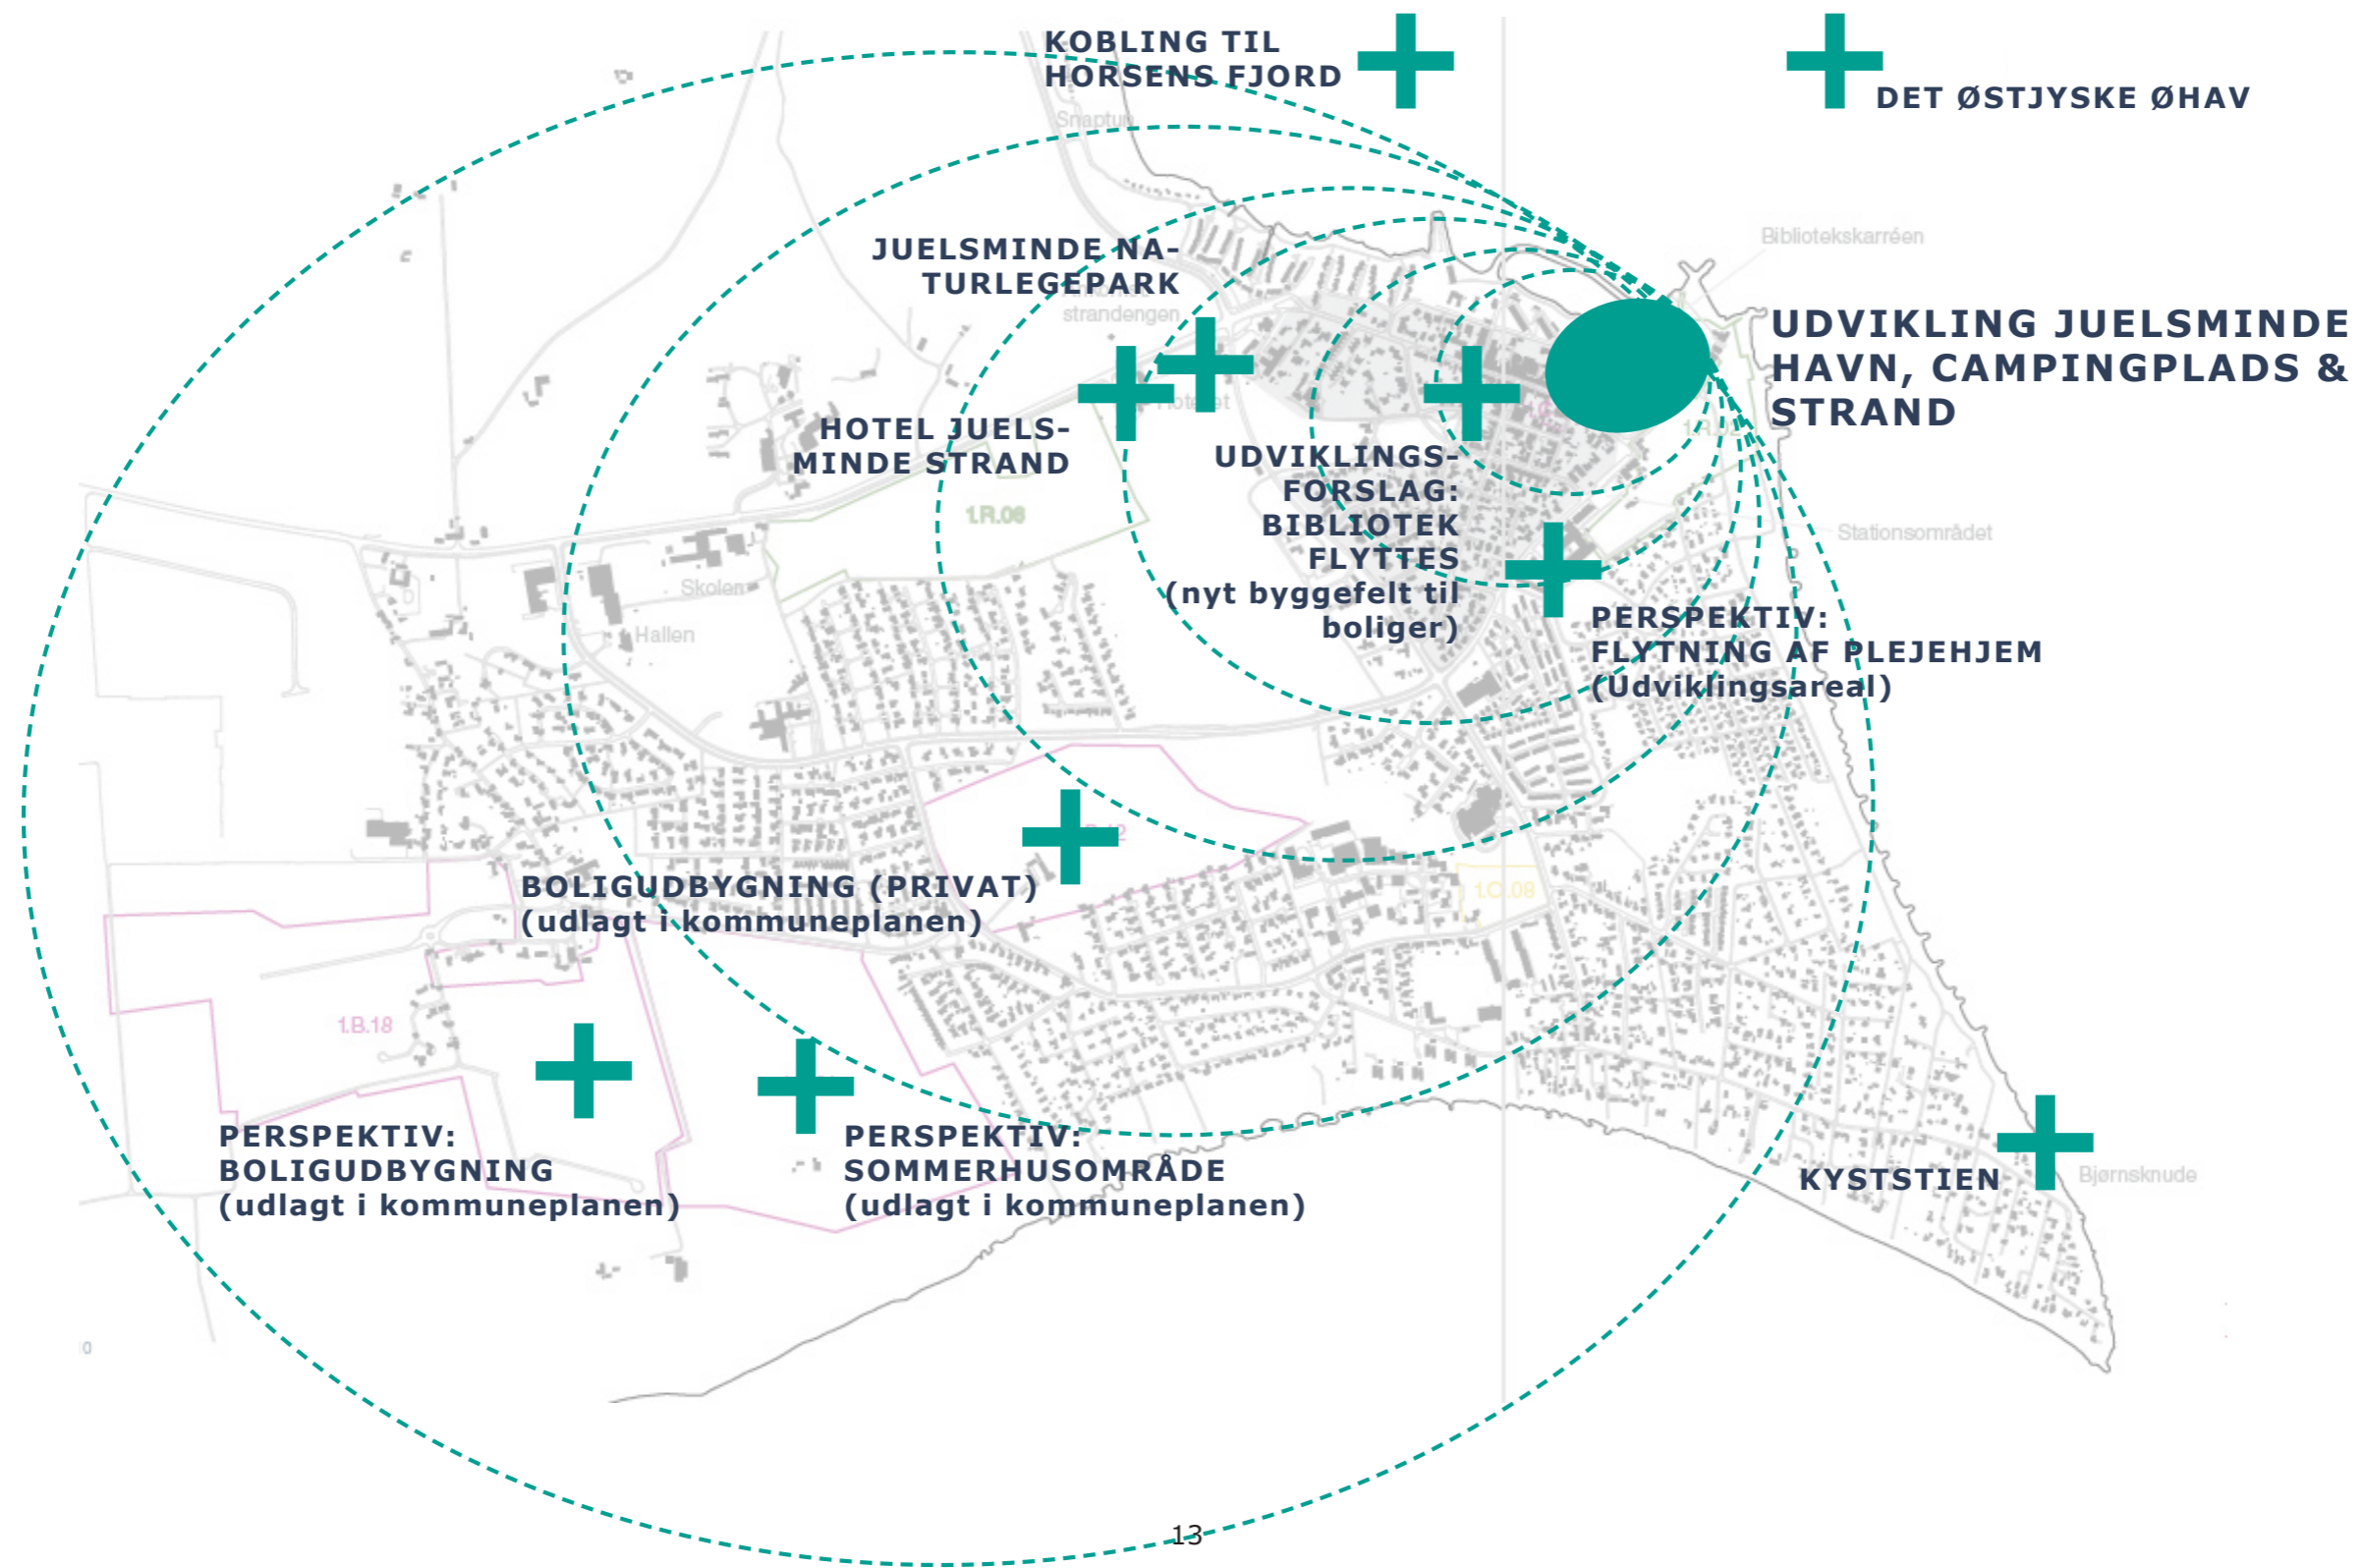 KOBLING TIL
HORSENS FJORD
DET ØSTJYSKE ØHAV
Snaptun
Bibliotekskarréen
JUELSMINDE NA-
TURLEGEPARK
strandengen
UDVIKLING JUELSMINDE
HAVN, CAMPINGPLADS &
STRAND
HOTEL JUELS-
MINDE STRAND
UDVIKLINGS-
FORSLAG:
BIBLIOTEK
FLYTTES
(nyt byggefelt til
boliger)
1.R.06
Stationsområdet
Skolen
Hallen
PERSPEKTIV:
FLYTNING AF PLEJEHJEM
(Udviklingsareal)
BOLIGUDBYGNING (PRIVAT)
(udlagt i kommuneplanen)
1.C.08
1.B.18
PERSPEKTIV:
BOLIGUDBYGNING
(udlagt i kommuneplanen)
PERSPEKTIV:
SOMMERHUSOMRÅDE
(udlagt i kommuneplanen)
KYSTSTIEN
Bjørnsknude
0
13